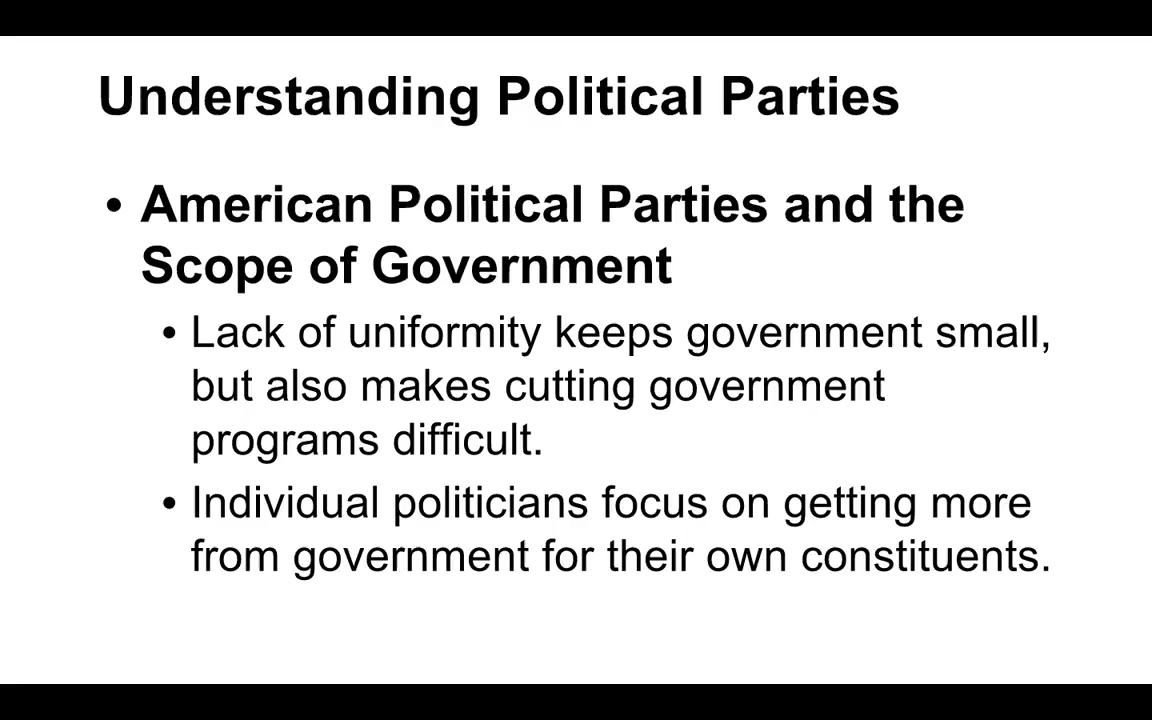 Understanding Political Parties
• American Political Parties and the
Scope of Government
• Lack of uniformity keeps government small,
but also makes cutting government
programs difficult.
• Individual politicians focus on getting more
from government for their own constituents.